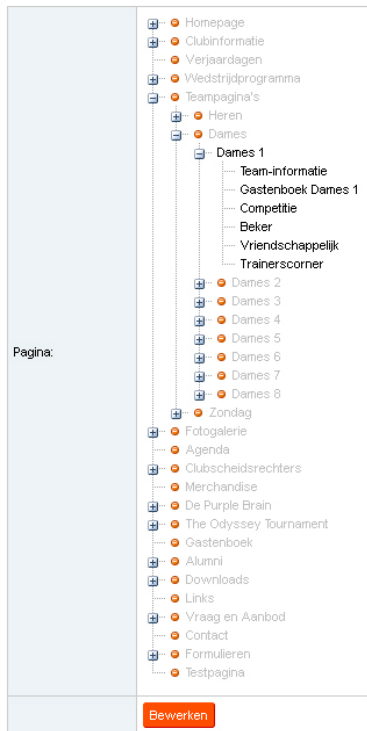 Homepage
Clubinformatie
Verjaardagen
Wedstrijdprogramma
Teampagina's
Heren
Dames
Dames 1
Team-informatie
Gastenboek Dames 1
Competitie
Beker
Vriendschappelijk
Trainerscorner
Dames 2
Dames 3
Dames 4
Dames 5
Dames 6
Dames 7
Dames 8
Zondag
Pagina:
Fotogalerie
Agenda
Clubscheidsrechters
Merchandise
De Purple Brain
The Odyssey Tournament
Gastenboek
Alumni
Downloads
Links
Vraag en Aanbod
Contact
Formulieren
Testpagina
Bewerken